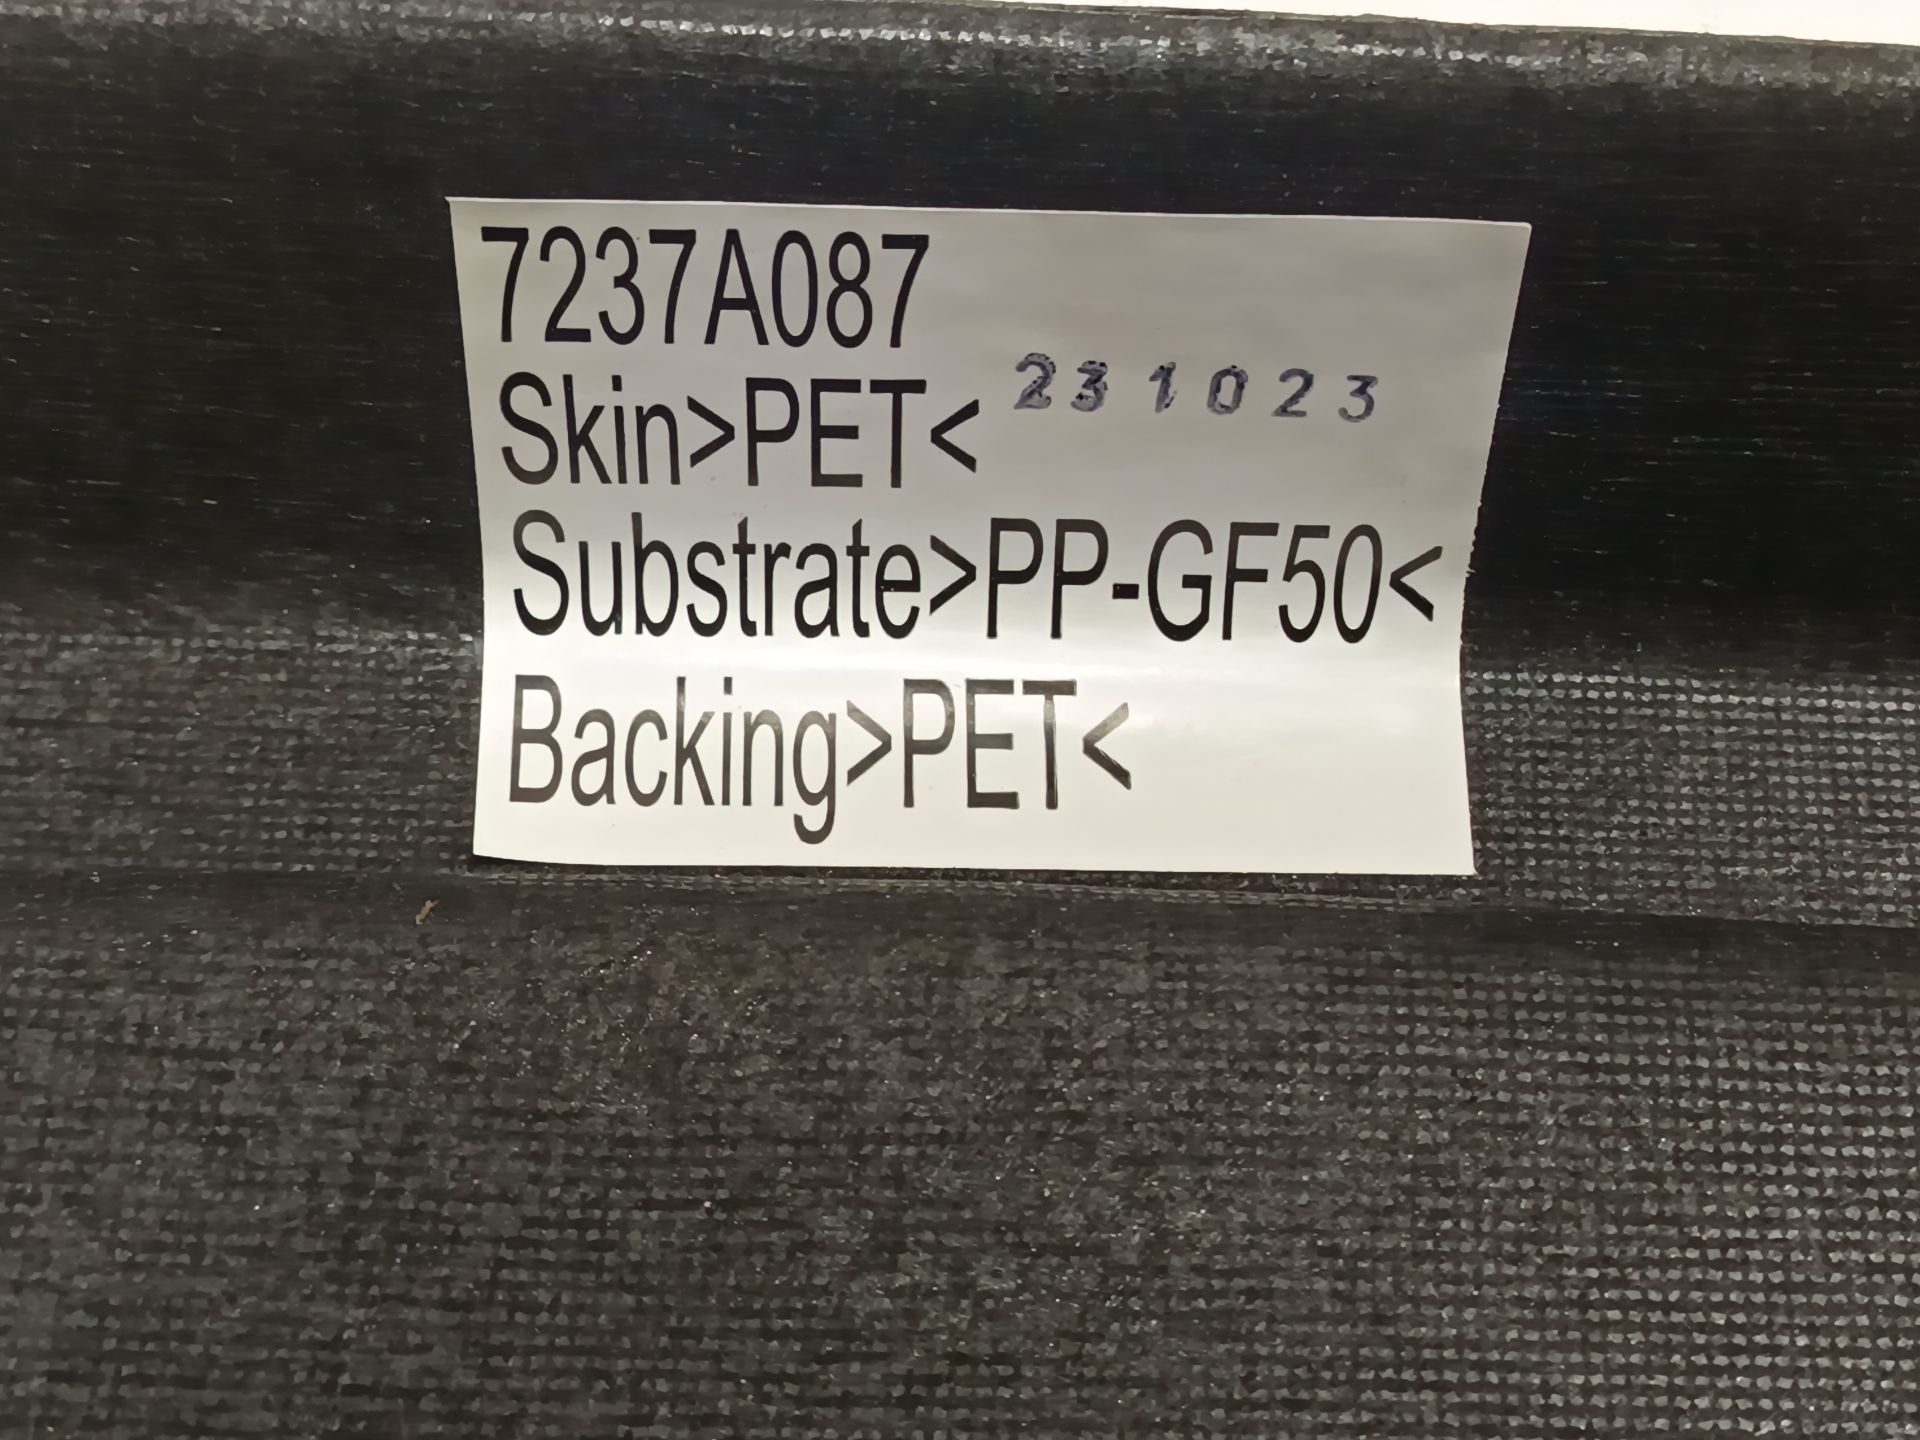 7237A087
Skin>PET< 231023
Substrate>PP-GF50<
Backing>PET<